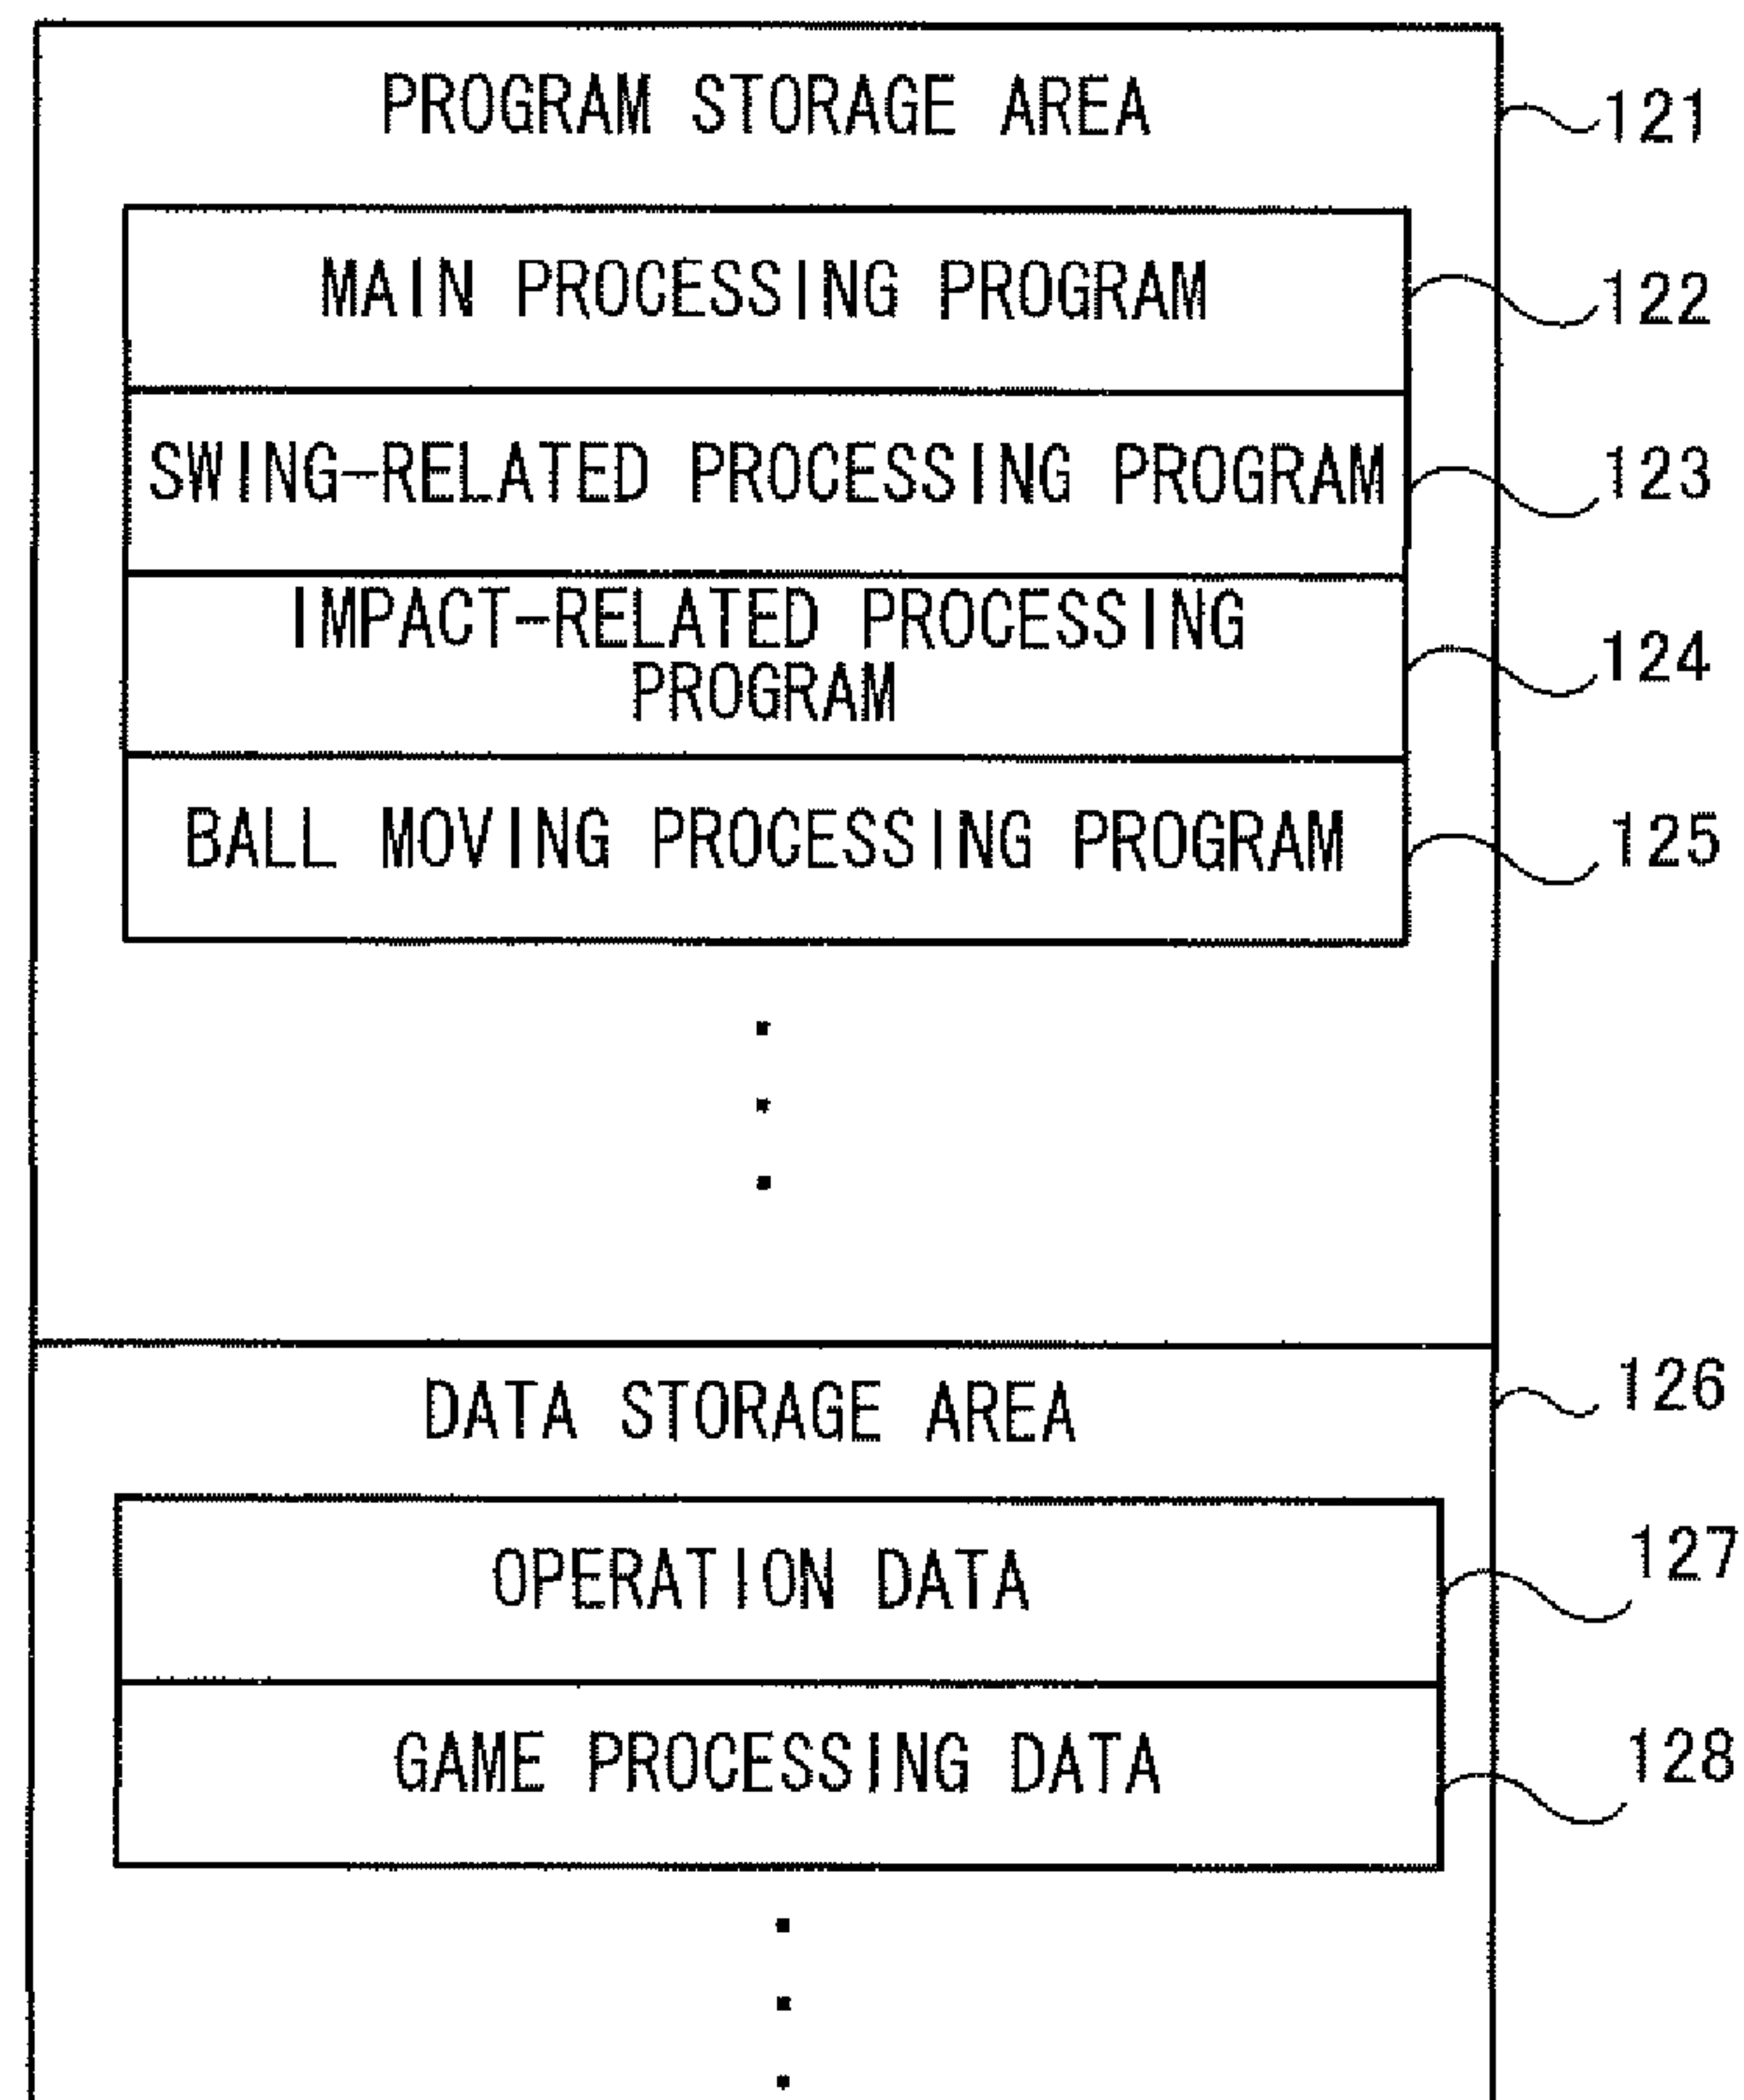 PROGRAM STORAGE AREA 121
MAIN PROCESSING PROGRAM 122
SWING-RELATED PROCESSING PROGRAM 123
IMPACT-RELATED PROCESSING
PROGRAM 124
BALL MOVING PROCESSING PROGRAM 125
DATA STORAGE AREA 126
OPERATION DATA 127
GAME PROCESSING DATA 128